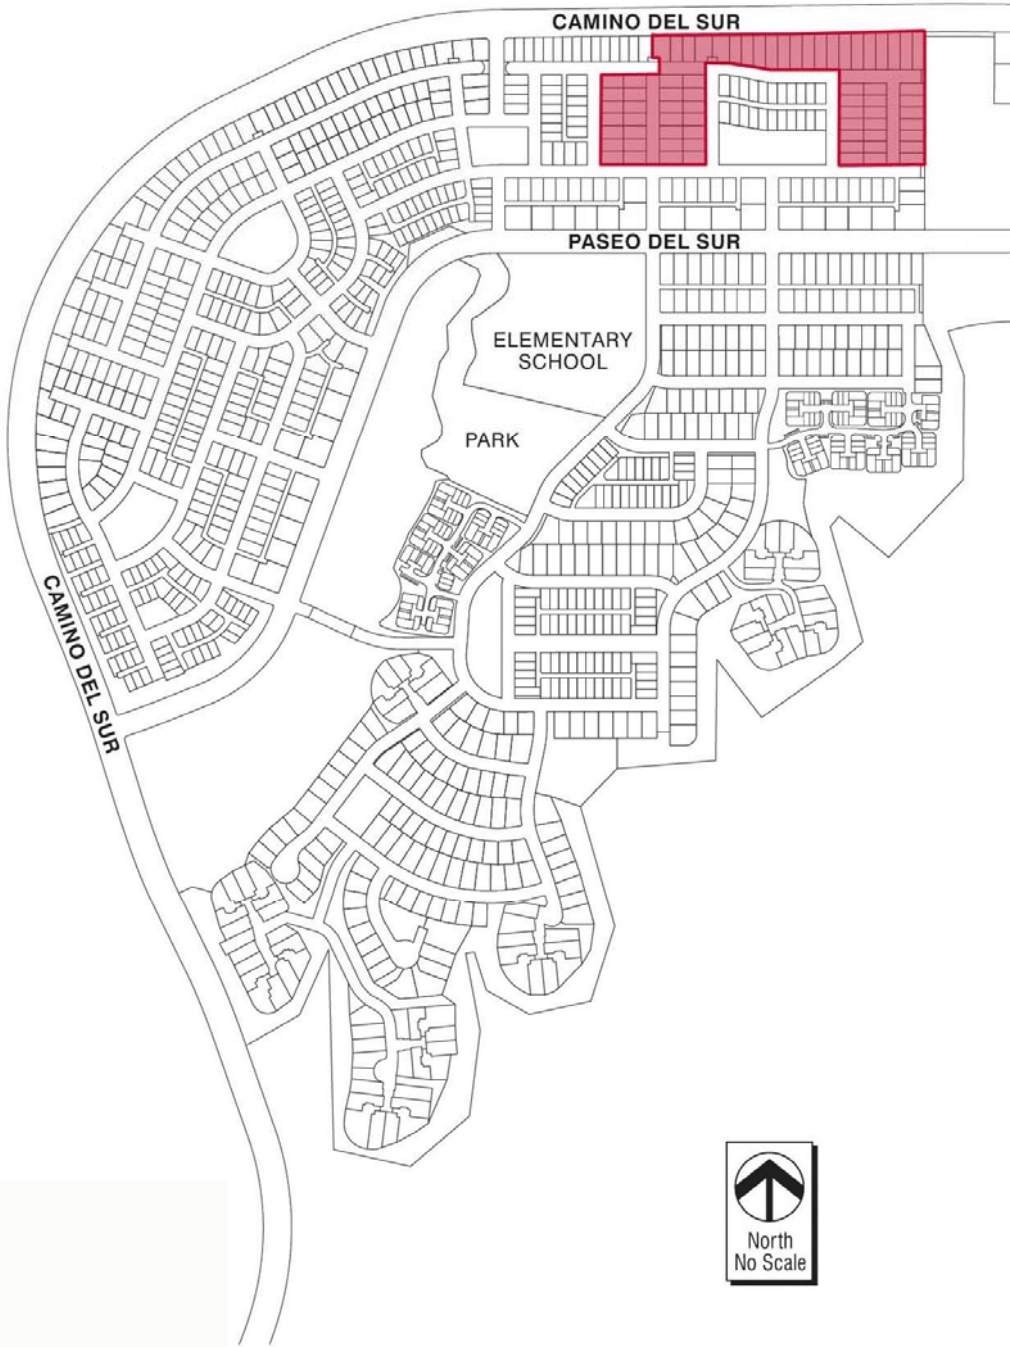 CAMINO DEL SUR
PASEO DEL SUR
ELEMENTARY
SCHOOL
PARK
CAMINO DEL SUR
North
No Scale